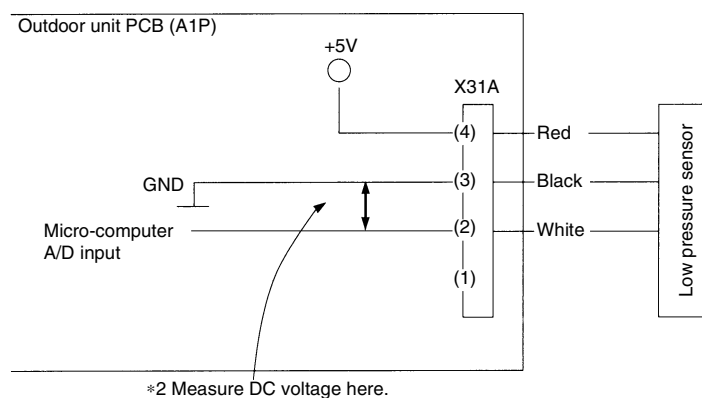 Outdoor unit PCB (A1P)
+5V
X31A
(4)
Red
GND
(3)
Black
Micro-computer
A/D input
(2)
White
(1)
Low pressure sensor
*2 Measure DC voltage here.